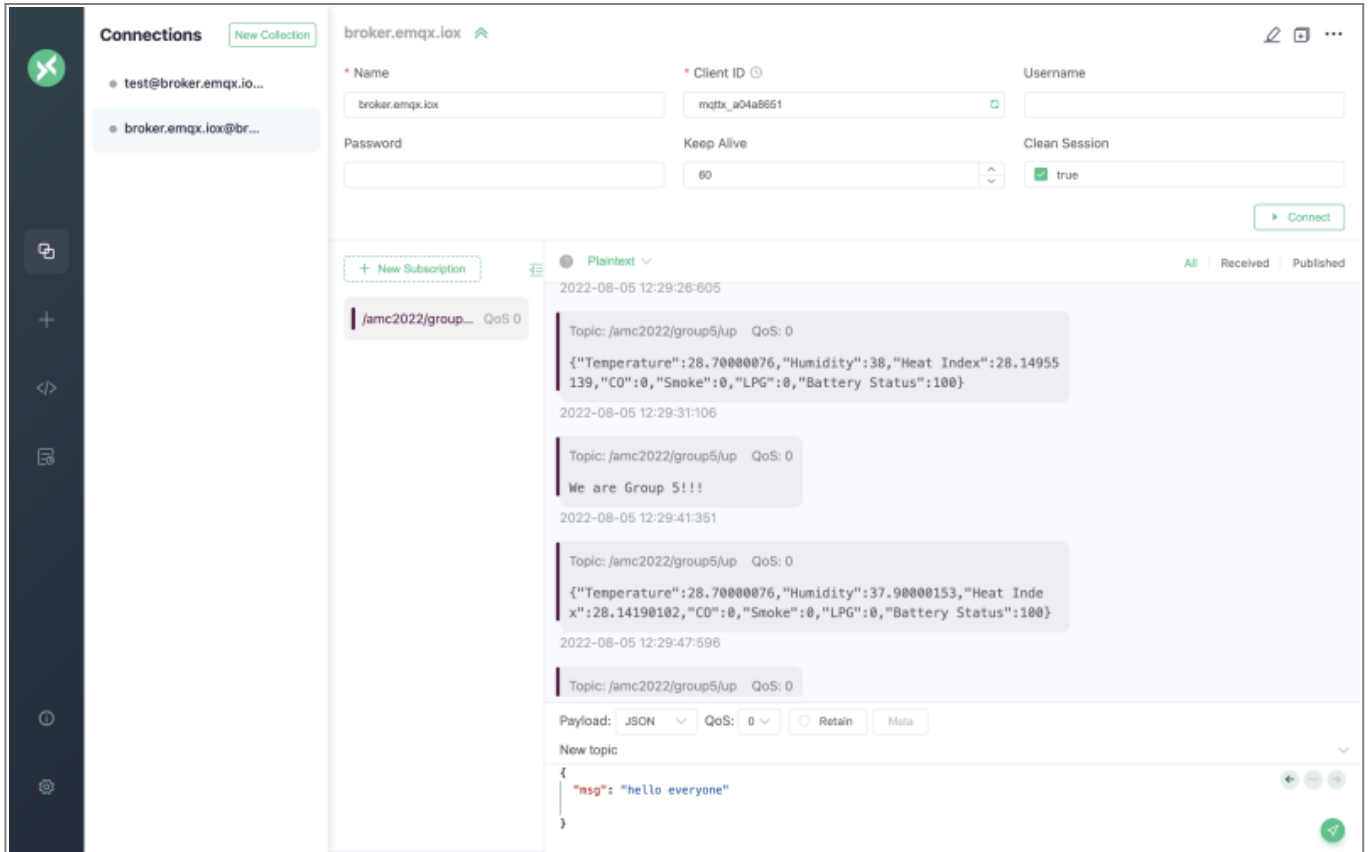 Connections
New Collection
test@broker.emqx.io...
broker.emqx.iox@br...
broker.emqx.iox
* Name
* Client ID
Username
broker.emqx.iox
mqttx_a04a8651
Password
Keep Alive
Clean Session
60
true
Connect
+ New Subscription
/amc2022/group... QoS 0
Plaintext
All
Received
Published
2022-08-05 12:29:26:605
Topic: /amc2022/group5/up QoS: 0
{"Temperature":28.70000076,"Humidity":38,"Heat Index":28.14955
139,"CO":0,"Smoke":0,"LPG":0,"Battery Status":100}
2022-08-05 12:29:31:106
Topic: /amc2022/group5/up QoS: 0
We are Group 5!!!
2022-08-05 12:29:41:351
Topic: /amc2022/group5/up QoS: 0
{"Temperature":28.70000076,"Humidity":37.90000153,"Heat Inde
x":28.14190102,"CO":0,"Smoke":0,"LPG":0,"Battery Status":100}
2022-08-05 12:29:47:596
Topic: /amc2022/group5/up QoS: 0
Payload: JSON QoS: 0 Retain Meta
New topic
{
"msg": "hello everyone"
}